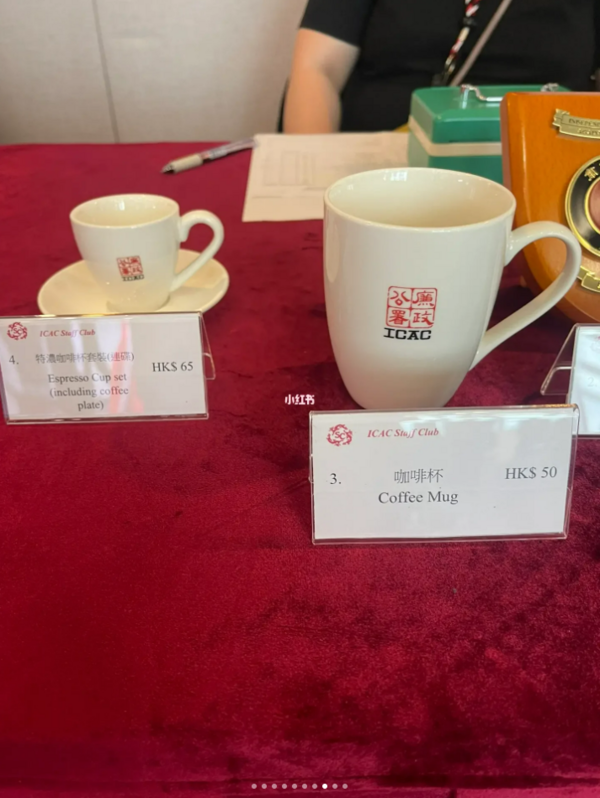 廉政
公署
ICAC
ICAC Staff Club
4.
特濃咖啡杯套裝(連碟)
HK$ 65
Espresso Cup set
(including coffee
plate)
小红书
ICAC Staff Club
3.
咖啡杯
HK$ 50
Coffee Mug